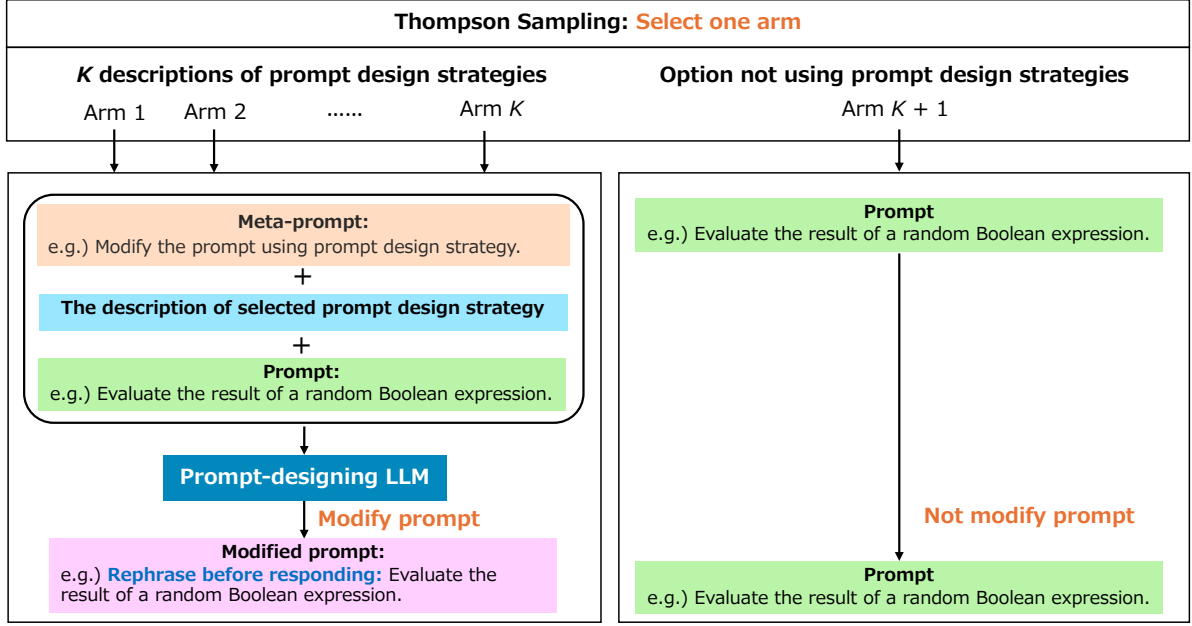 Thompson Sampling: Select one arm
K descriptions of prompt design strategies
Option not using prompt design strategies
Arm 1
Arm 2
......
Arm K
Arm K + 1
Meta-prompt:
e.g.) Modify the prompt using prompt design strategy.
+
The description of selected prompt design strategy
+
Prompt:
e.g.) Evaluate the result of a random Boolean expression.
Prompt-designing LLM
Modify prompt
Modified prompt:
e.g.) Rephrase before responding: Evaluate the
result of a random Boolean expression.
Prompt
e.g.) Evaluate the result of a random Boolean expression.
Not modify prompt
Prompt
e.g.) Evaluate the result of a random Boolean expression.